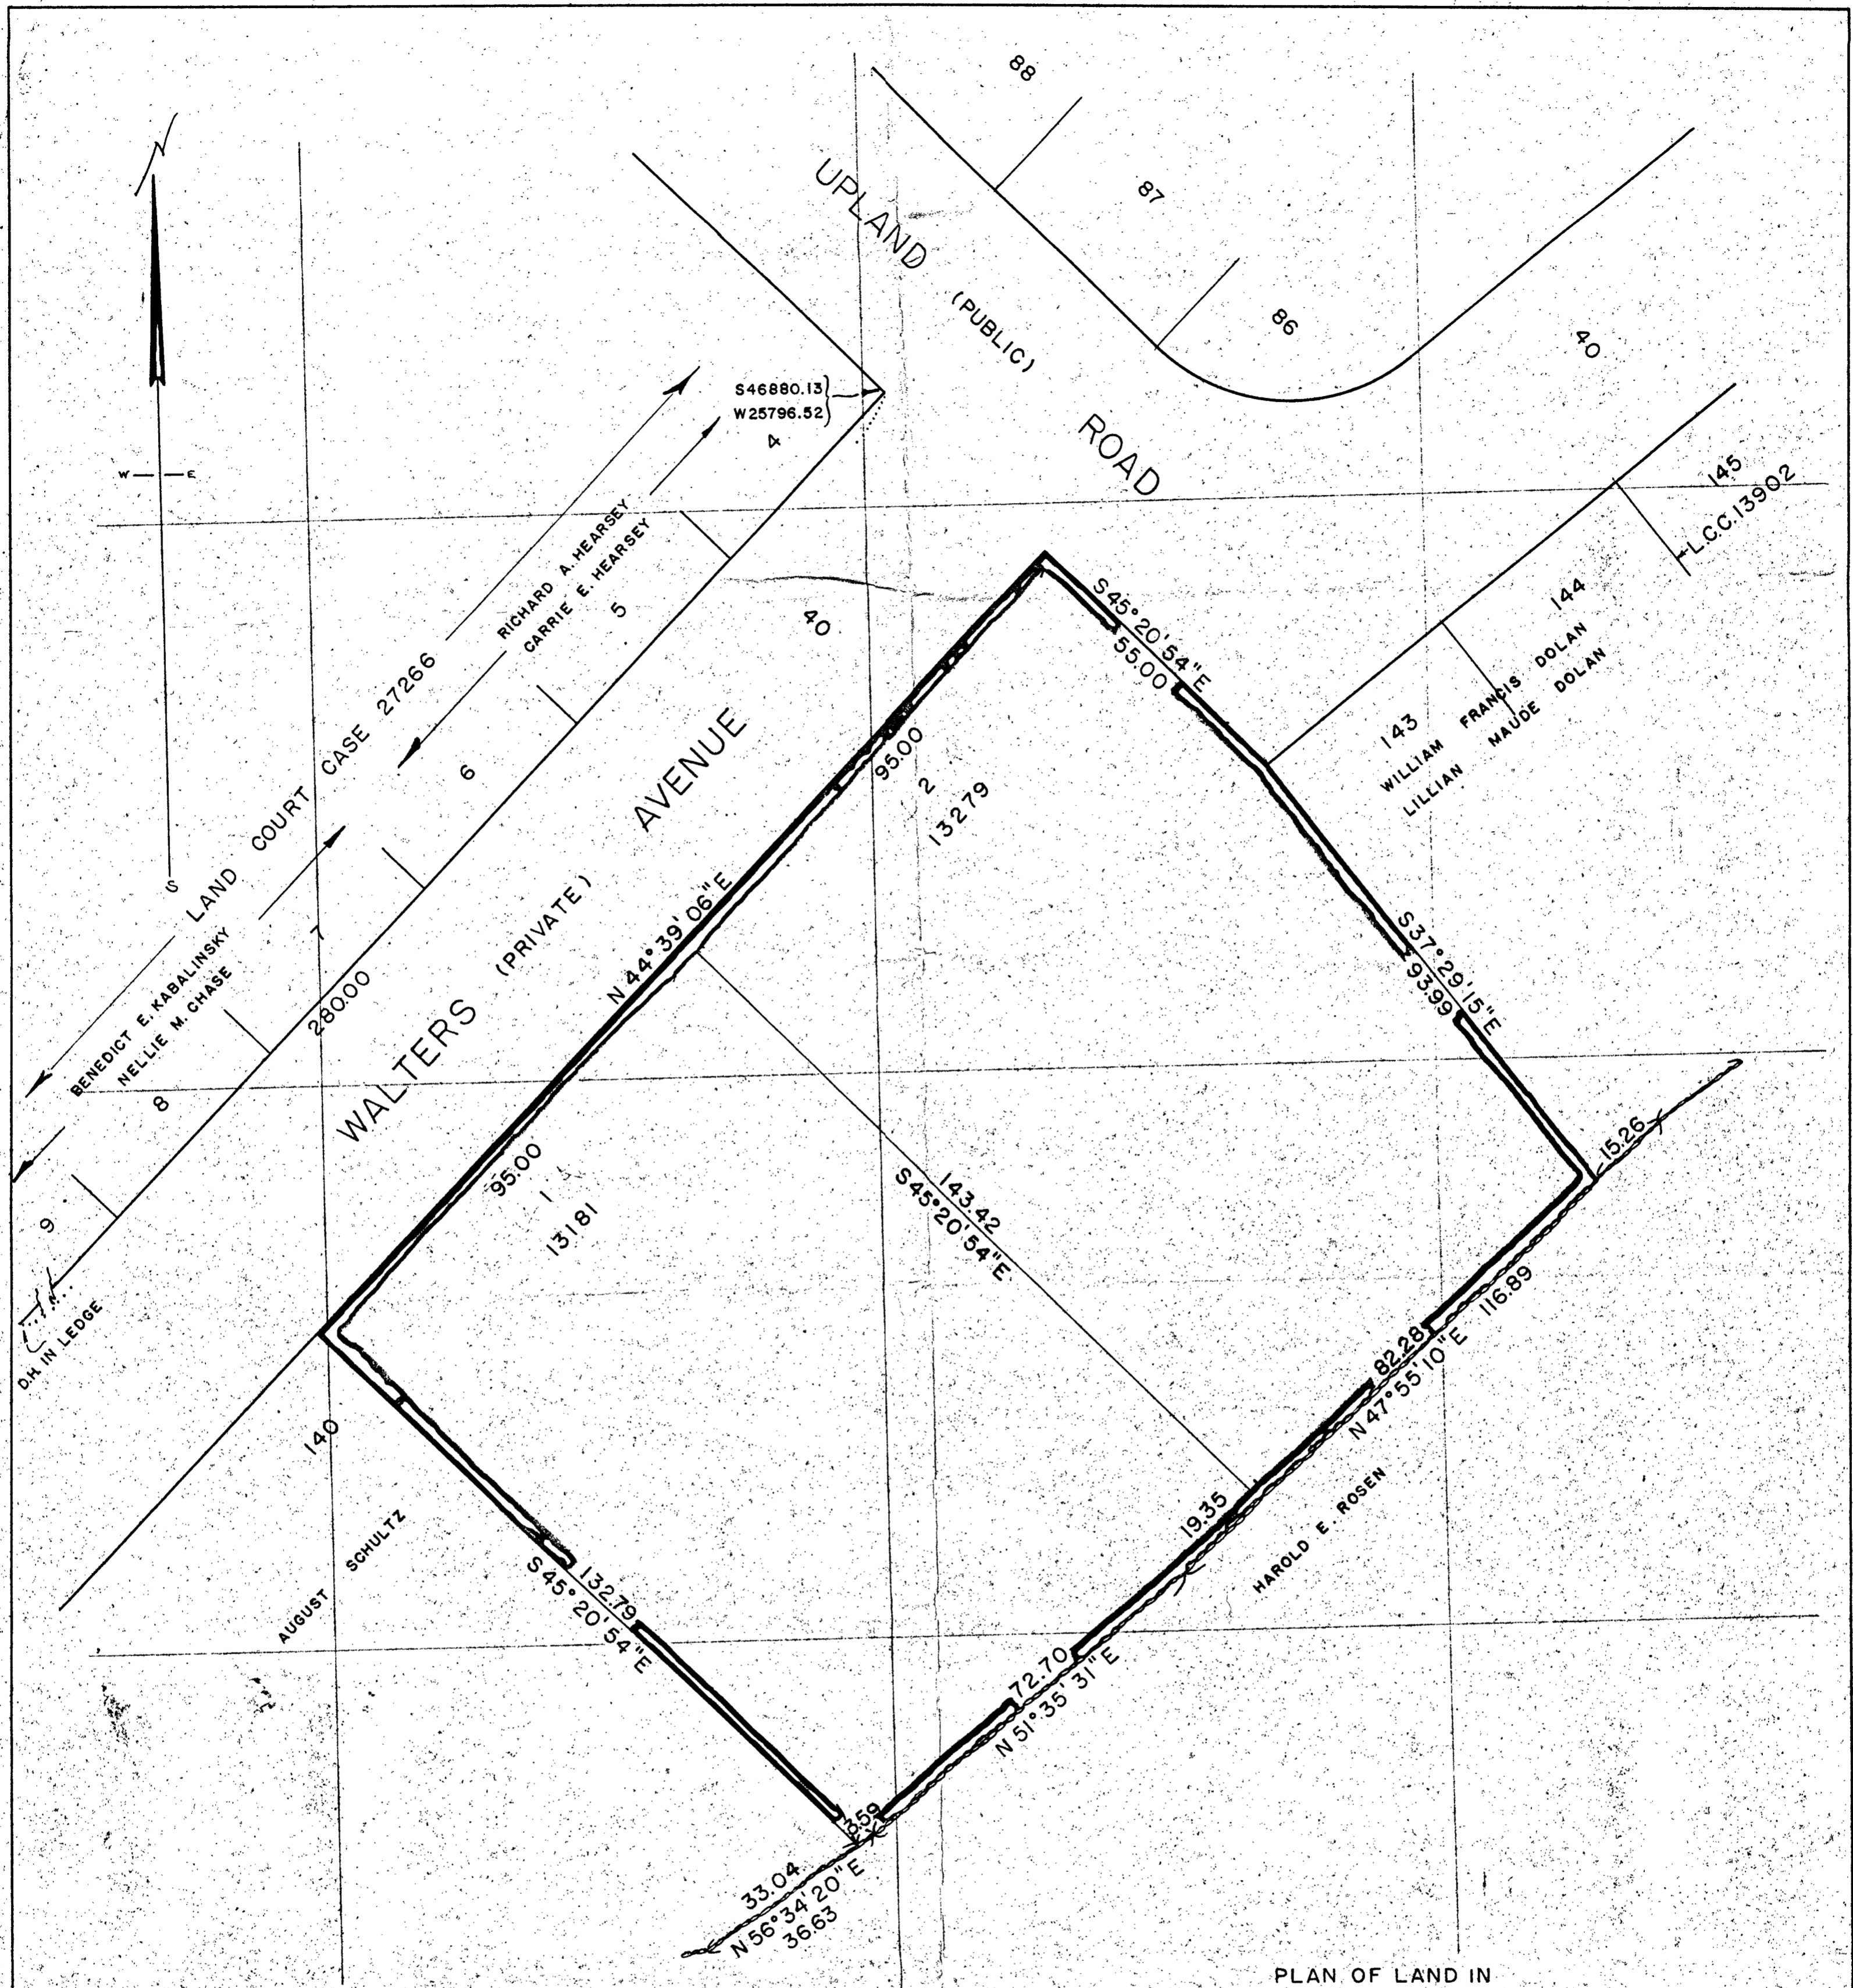 88
N
87
UPLAND
(PUBLIC)
86
40
S46880.13
W25796.52
4
ROAD
W E
145
L.C.C. 13902
RICHARD A. HEARSEY
CARRIE E. HEARSEY
5
40
S45°20'54"E
55.00
144
143
WILLIAM FRANCIS DOLAN
LILLIAN MAUDE DOLAN
LAND COURT CASE 27266
6
AVENUE
95.00
2
13279
S
BENEDICT E. KABALINSKY
NELLIE M. CHASE
7
280.00
(PRIVATE)
N 44°39'06"E
S37°29'15"E
93.99
8
WALTERS
15.26
95.00
1
13181
143.42
S45°20'54"E
9
D.H. IN LEDGE
116.89
82.28
N 47°55'10"E
140
19.35
HAROLD E. ROSEN
AUGUST SCHULTZ
132.79
S45°20'54"E
72.70
N 51°35'31"E
3.59
33.04
N 56°34'20"E
36.63
PLAN OF LAND IN